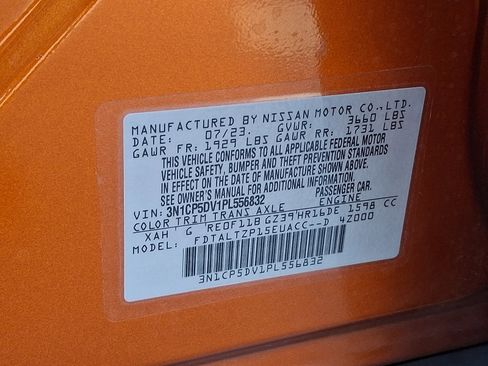 MANUFACTURED BY NISSAN MOTOR CO.,LTD.
DATE: 07/23. GVWR: 3660 LBS
GAWR FR: 1929 LBS GAWR RR: 1731 LBS
THIS VEHICLE CONFORMS TO ALL APPLICABLE FEDERAL MOTOR
VEHICLE SAFETY, BUMPER AND THEFT PREVENTION STANDARDS
IN EFFECT ON THE DATE OF MANUFACTURE SHOWN ABOVE.
SEE OWNER'S MANUAL FOR ADDITIONAL INFORMATION.
VIN: 3N1CP5DV1PL556832 PASSENGER CAR.
COLOR TRIM TRANS AXLE ENGINE
XAH' G 'RE0F11B GZ39'HR16DE 1598 CC
MODEL: FDTALTZP15EUACC--D 4Z000
3N1CP5DV1PL556832